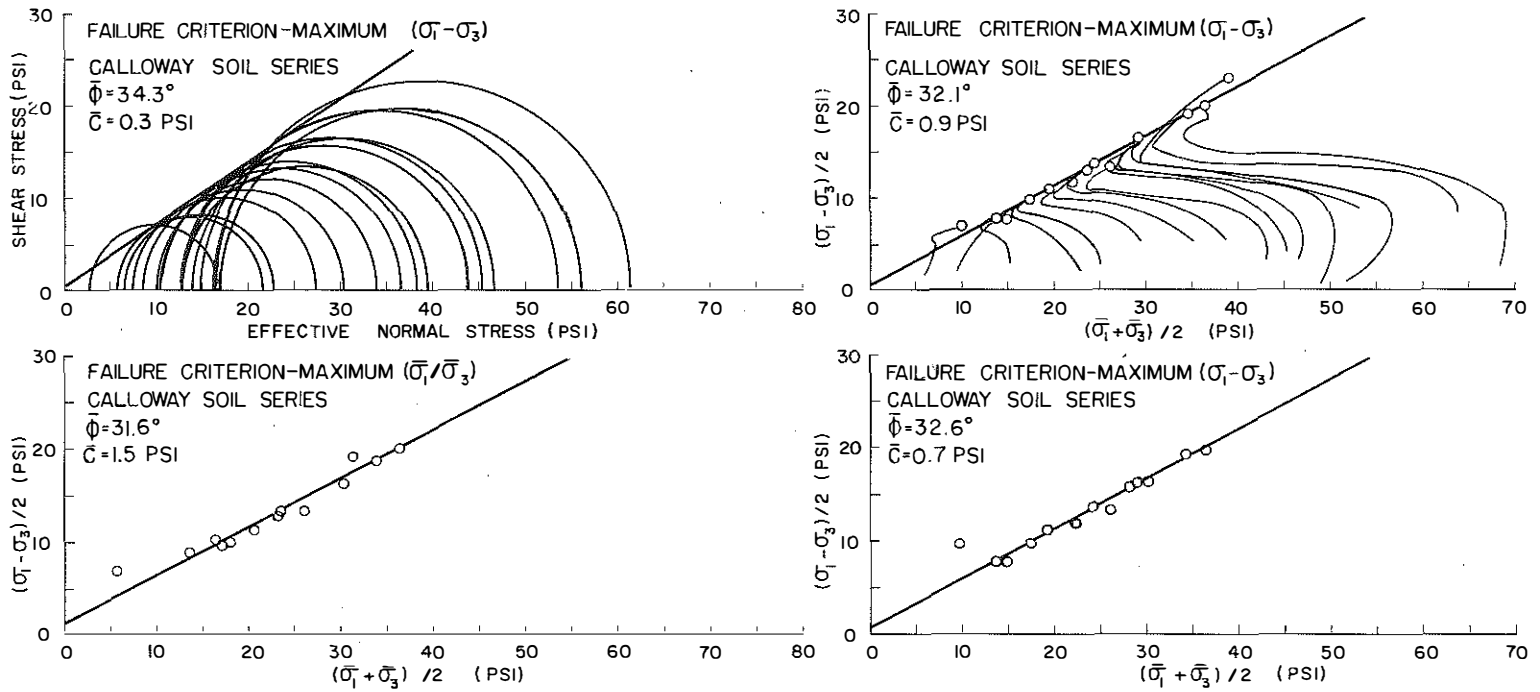 FAILURE CRITERION-MAXIMUM (σ₁-σ₃)
CALLOWAY SOIL SERIES
Φ̄=34.3°
C̄=0.3 PSI
SHEAR STRESS (PSI)
30
20
10
0
0 10 20 30 40 50 60 70 80
EFFECTIVE NORMAL STRESS (PSI)
FAILURE CRITERION-MAXIMUM (σ₁-σ₃)
CALLOWAY SOIL SERIES
Φ̄=32.1°
C̄=0.9 PSI
(σ₁-σ₃)/2 (PSI)
30
20
10
0
0 10 20 30 40 50 60 70
(σ̄₁+σ̄₃)/2 (PSI)
FAILURE CRITERION-MAXIMUM (σ̄₁/σ̄₃)
CALLOWAY SOIL SERIES
Φ̄=31.6°
C̄=1.5 PSI
(σ₁-σ₃)/2 (PSI)
30
20
10
0
0 10 20 30 40 50 60 70 80
(σ̄₁+σ̄₃)/2 (PSI)
FAILURE CRITERION-MAXIMUM (σ₁-σ₃)
CALLOWAY SOIL SERIES
Φ̄=32.6°
C̄=0.7 PSI
(σ₁-σ₃)/2 (PSI)
30
20
10
0
0 10 20 30 40 50 60 70
(σ̄₁+σ̄₃)/2 (PSI)